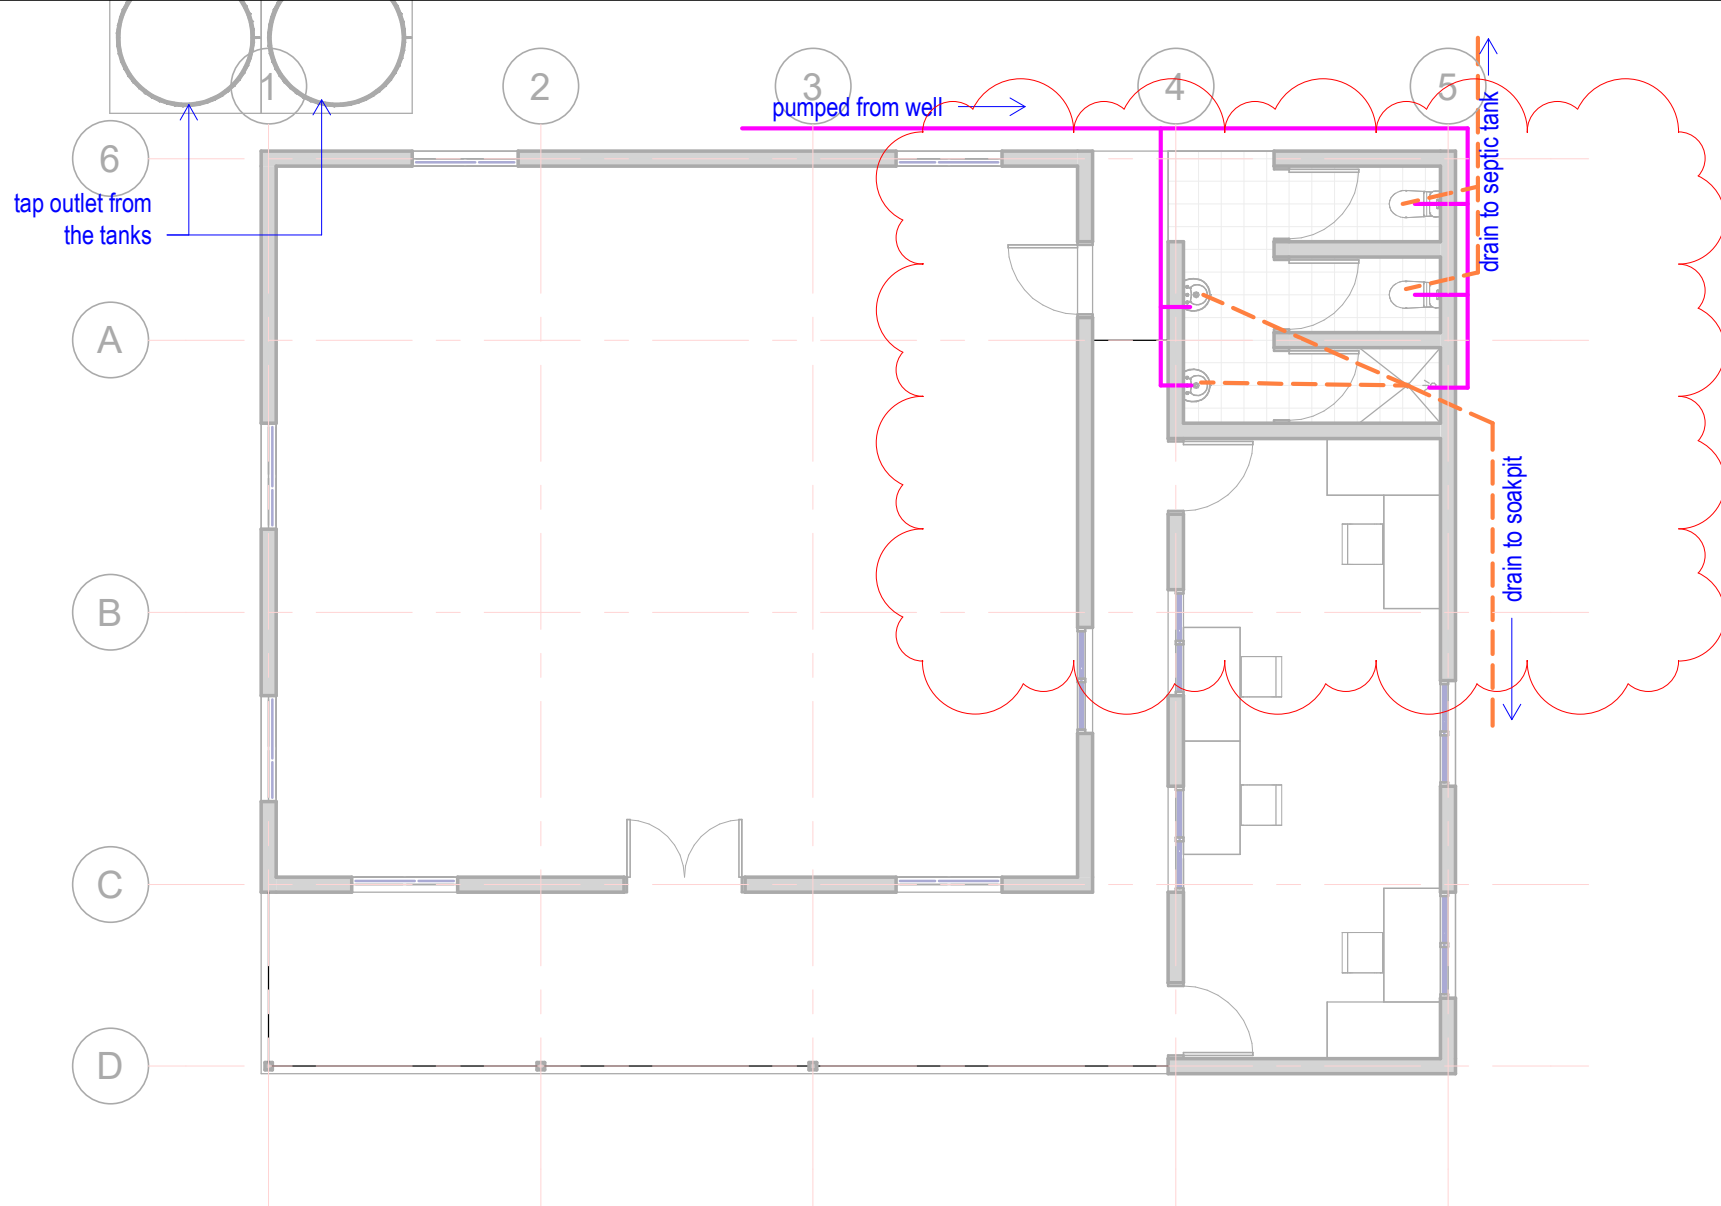 1
2
3
4
5
pumped from well
6
tap outlet from
the tanks
drain to septic tank
A
drain to soakpit
B
C
D